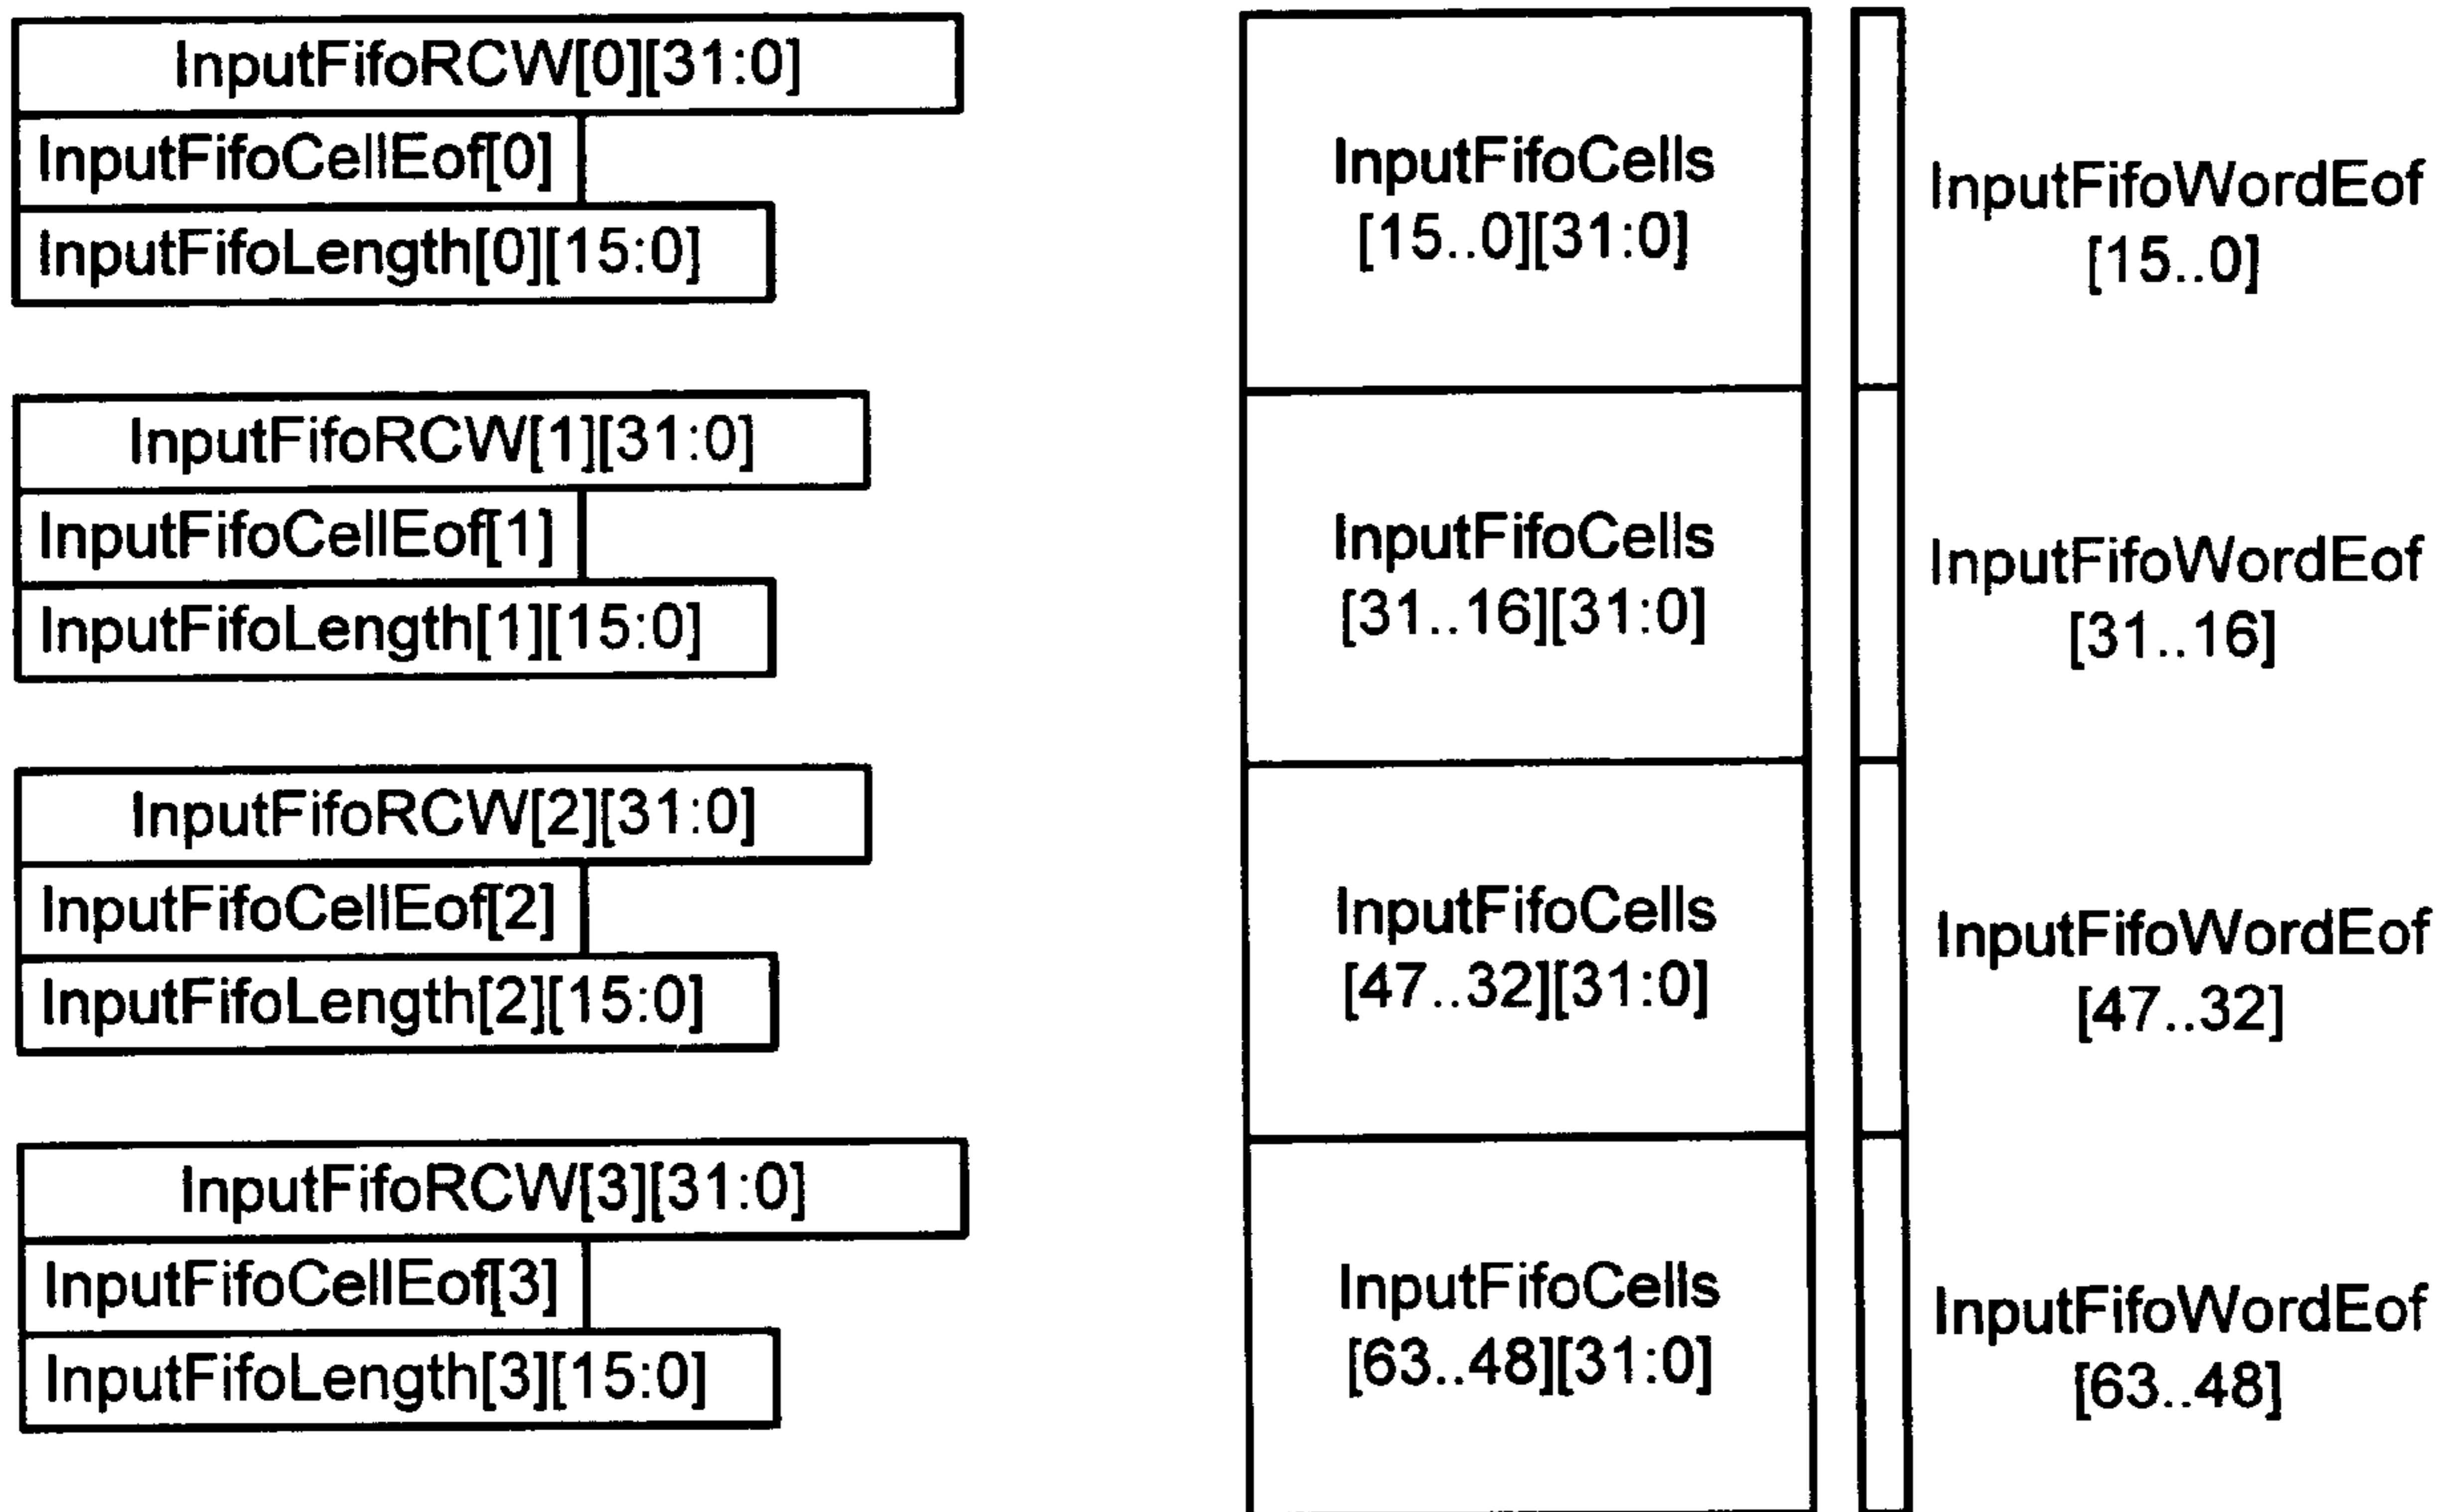 InputFifoRCW[0][31:0]
InputFifoCellEof[0]
InputFifoLength[0][15:0]
InputFifoCells
[15..0][31:0]
InputFifoWordEof
[15..0]
InputFifoRCW[1][31:0]
InputFifoCellEof[1]
InputFifoLength[1][15:0]
InputFifoCells
[31..16][31:0]
InputFifoWordEof
[31..16]
InputFifoRCW[2][31:0]
InputFifoCellEof[2]
InputFifoLength[2][15:0]
InputFifoCells
[47..32][31:0]
InputFifoWordEof
[47..32]
InputFifoRCW[3][31:0]
InputFifoCellEof[3]
InputFifoLength[3][15:0]
InputFifoCells
[63..48][31:0]
InputFifoWordEof
[63..48]